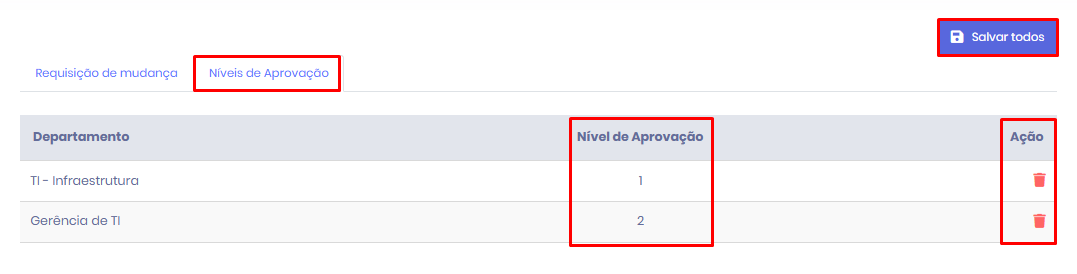 Salvar todos
Requisição de mudança Níveis de Aprovação
Departamento Nível de Aprovação Ação
TI - Infraestrutura 1
Gerência de TI 2